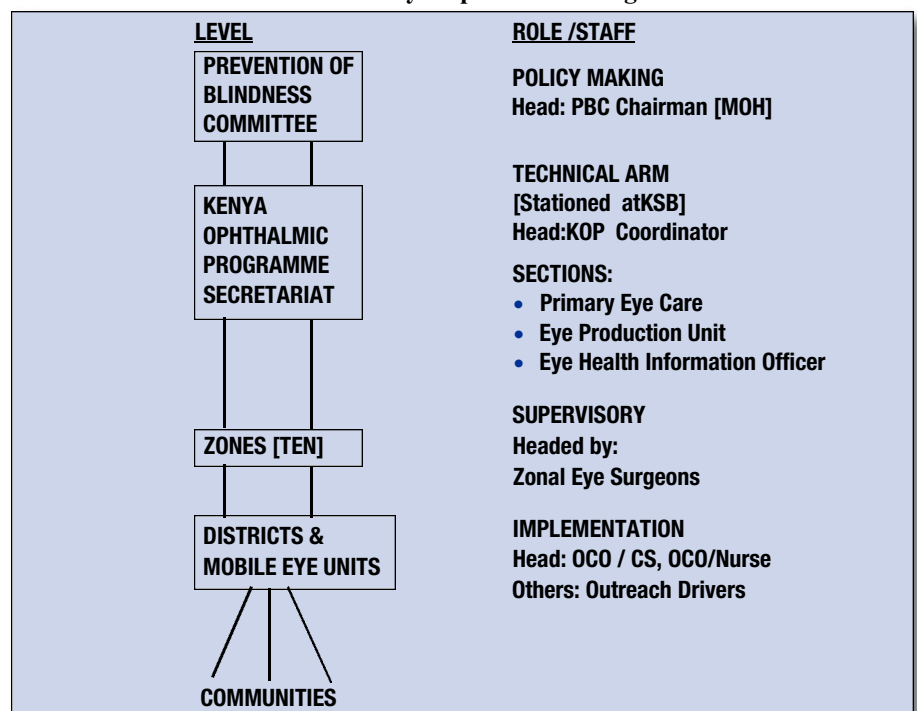 LEVEL
PREVENTION OF
BLINDNESS
COMMITTEE
KENYA
OPHTHALMIC
PROGRAMME
SECRETARIAT
ZONES [TEN]
DISTRICTS &
MOBILE EYE UNITS
COMMUNITIES
ROLE /STAFF
POLICY MAKING
Head: PBC Chairman [MOH]
TECHNICAL ARM
[Stationed atKSB]
Head:KOP Coordinator
SECTIONS:
• Primary Eye Care
• Eye Production Unit
• Eye Health Information Officer
SUPERVISORY
Headed by:
Zonal Eye Surgeons
IMPLEMENTATION
Head: OCO / CS, OCO/Nurse
Others: Outreach Drivers